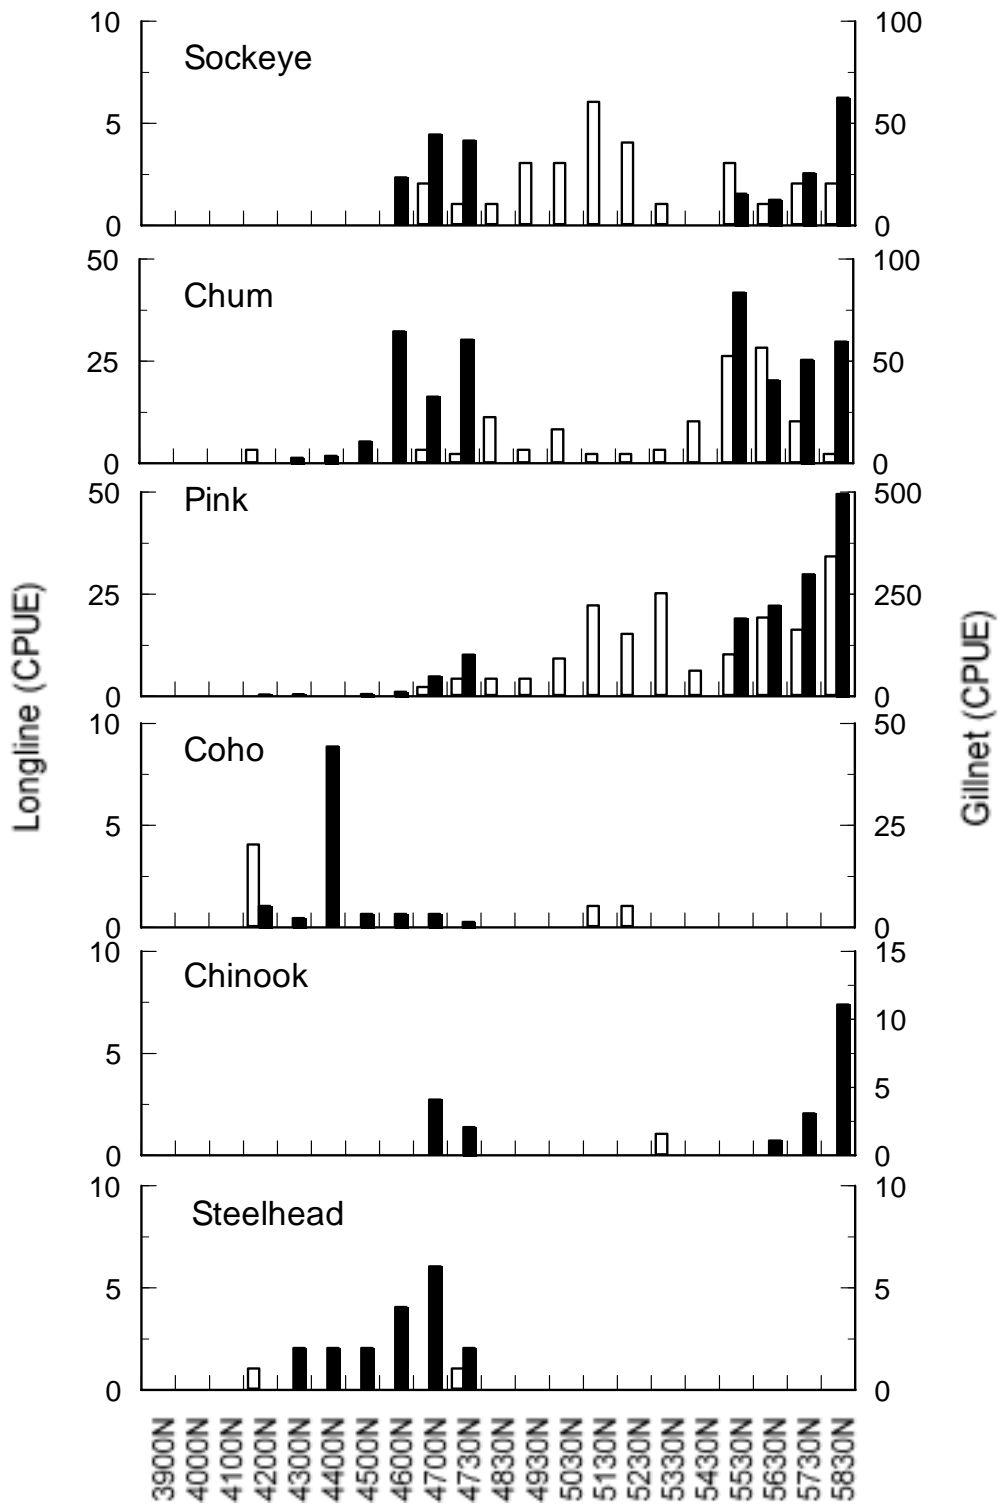 10
100
Sockeye
5
50
0
0
50
100
Chum
25
50
0
0
50
500
Pink
25
250
0
0
Longline (CPUE)
Gillnet (CPUE)
10
50
Coho
5
25
0
0
10
15
Chinook
10
5
5
0
0
10
10
Steelhead
5
5
0
0
3900N
4000N
4100N
4200N
4300N
4400N
4500N
4600N
4700N
4730N
4830N
4930N
5030N
5130N
5230N
5330N
5430N
5530N
5630N
5730N
5830N